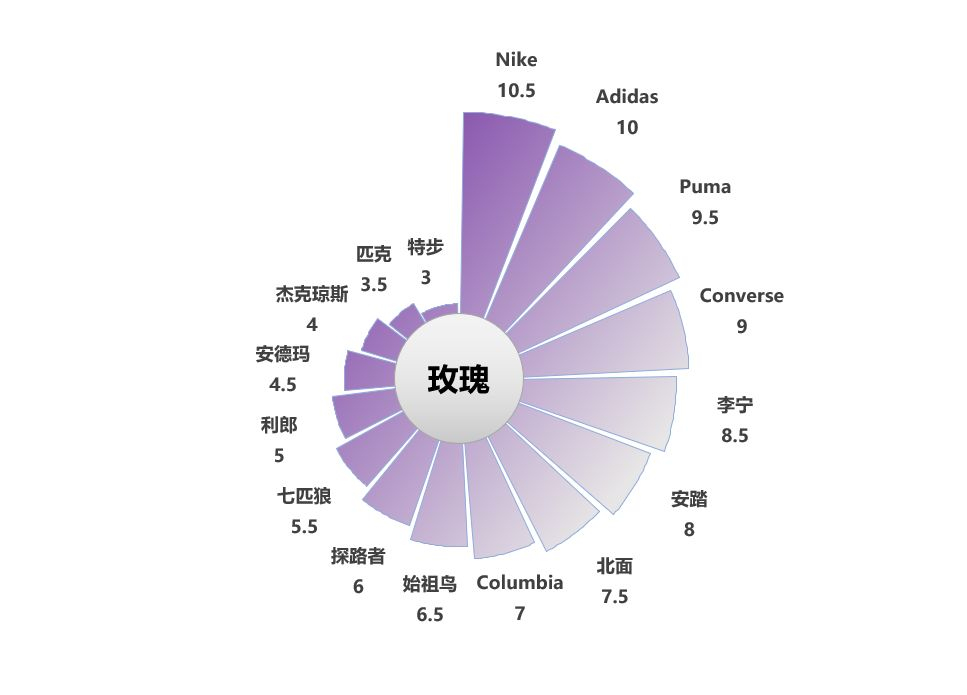 Nike
10.5
Adidas
10
Puma
9.5
Converse
9
李宁
8.5
安踏
8
北面
7.5
Columbia
7
始祖鸟
6.5
探路者
6
七匹狼
5.5
利郎
5
安德玛
4.5
杰克琼斯
4
匹克
3.5
特步
3
玫瑰